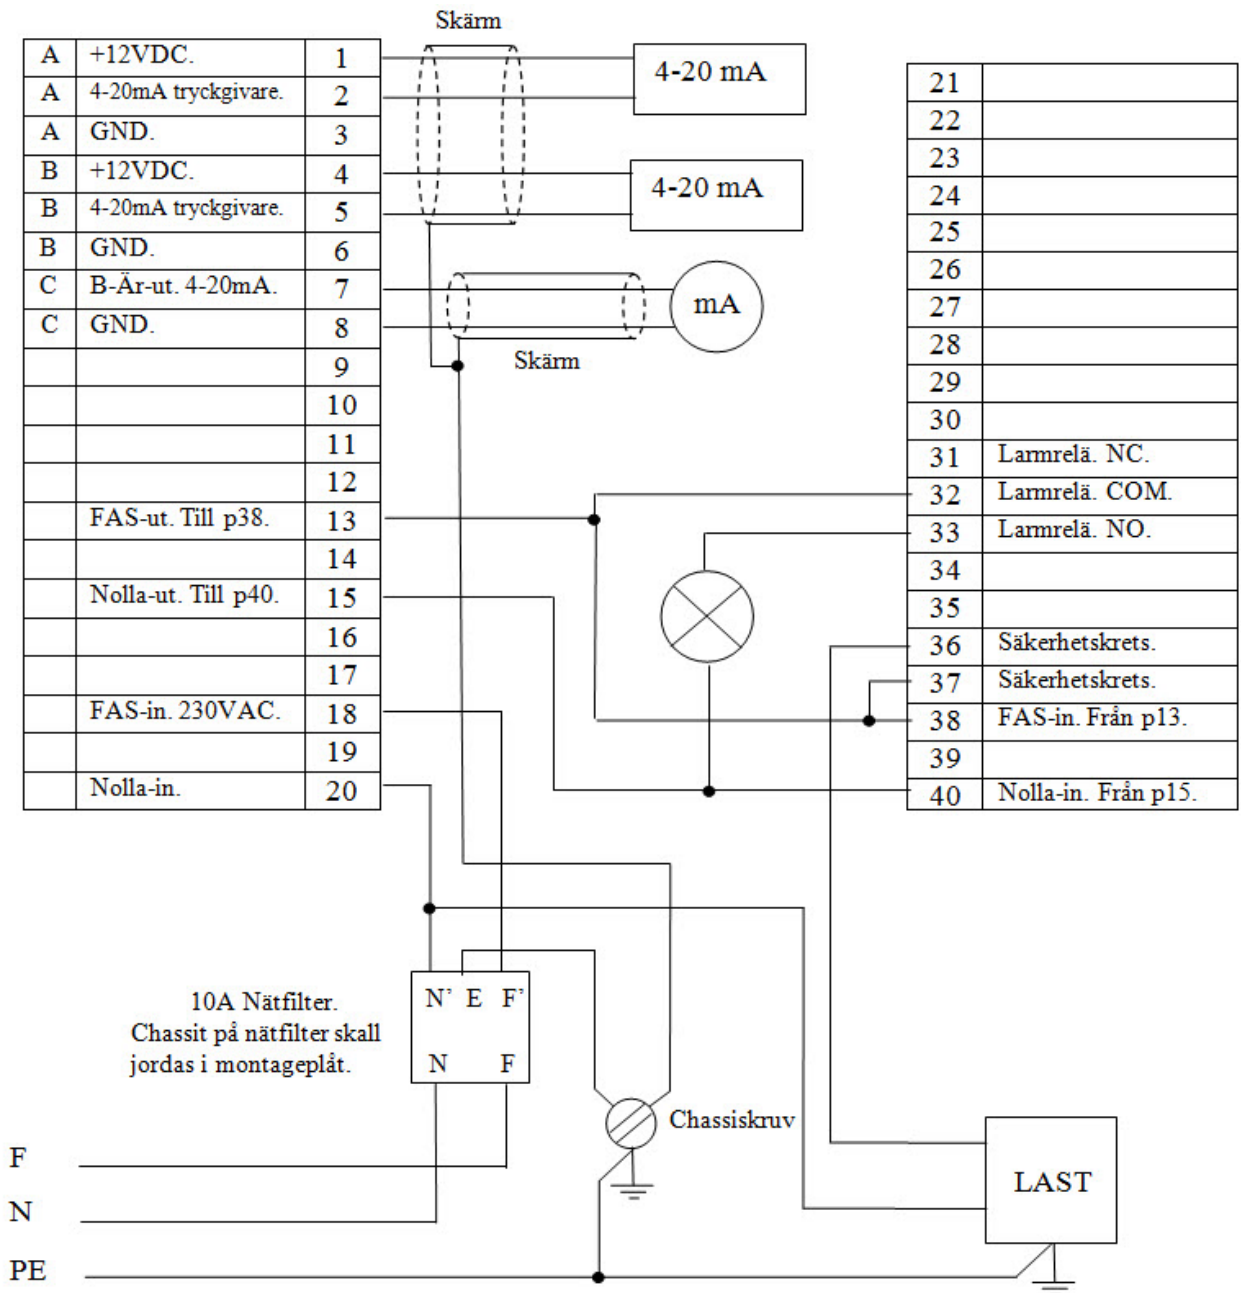 Skärm
A +12VDC. 1
A 4-20mA tryckgivare. 2
A GND. 3
B +12VDC. 4
B 4-20mA tryckgivare. 5
B GND. 6
C B-Är-ut. 4-20mA. 7
C GND. 8
9
10
11
12
FAS-ut. Till p38. 13
14
Nolla-ut. Till p40. 15
16
17
FAS-in. 230VAC. 18
19
Nolla-in. 20
4-20 mA
4-20 mA
mA
Skärm
21
22
23
24
25
26
27
28
29
30
31 Larmrelä. NC.
32 Larmrelä. COM.
33 Larmrelä. NO.
34
35
36 Säkerhetskrets.
37 Säkerhetskrets.
38 FAS-in. Från p13.
39
40 Nolla-in. Från p15.
10A Nätfilter.
Chassit på nätfilter skall
jordas i montageplåt.
N' E F'
N F
Chassiskruv
F
N
PE
LAST